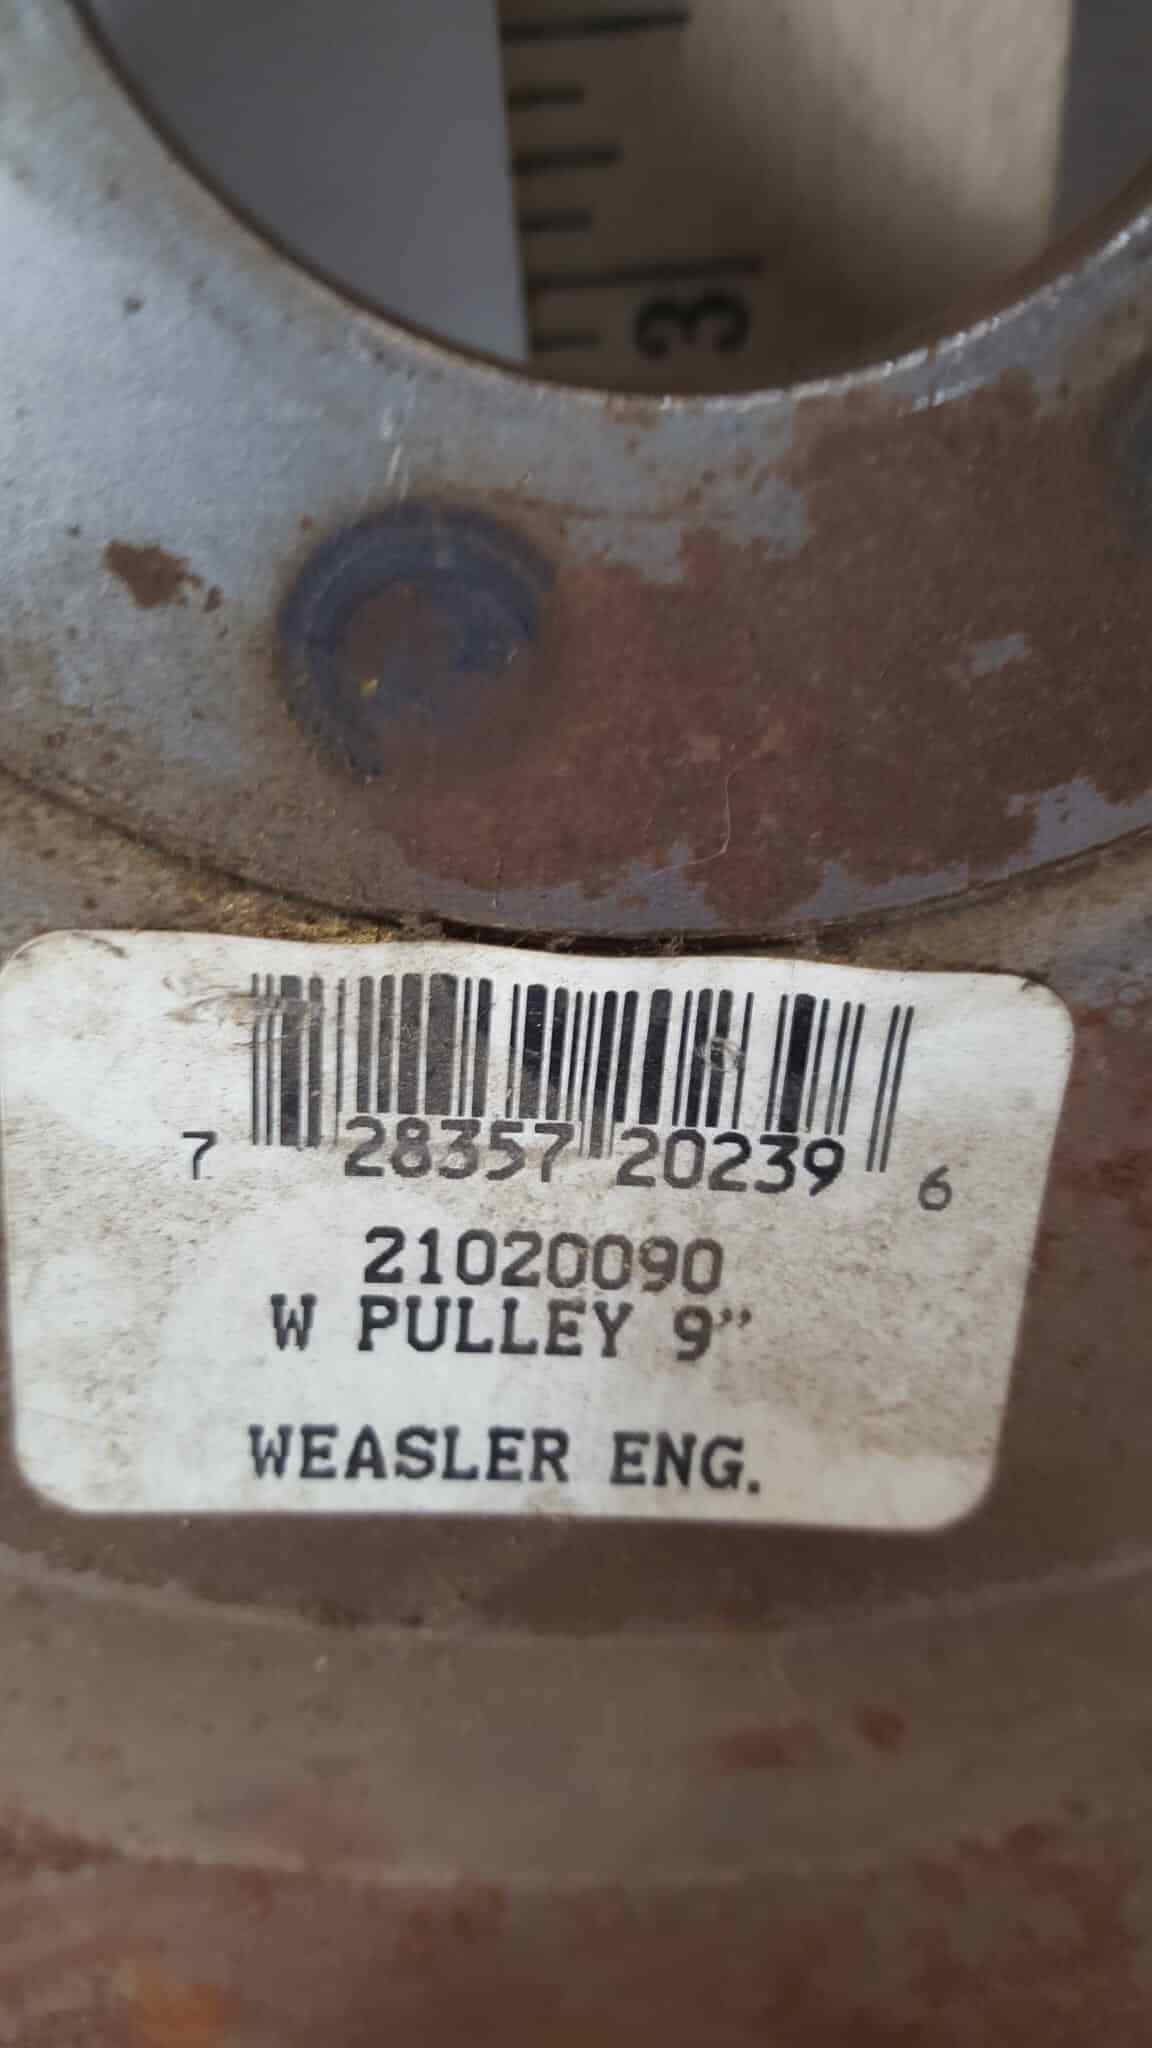 3
7 28357 20239 6
21020090
W PULLEY 9"
WEASLER ENG.